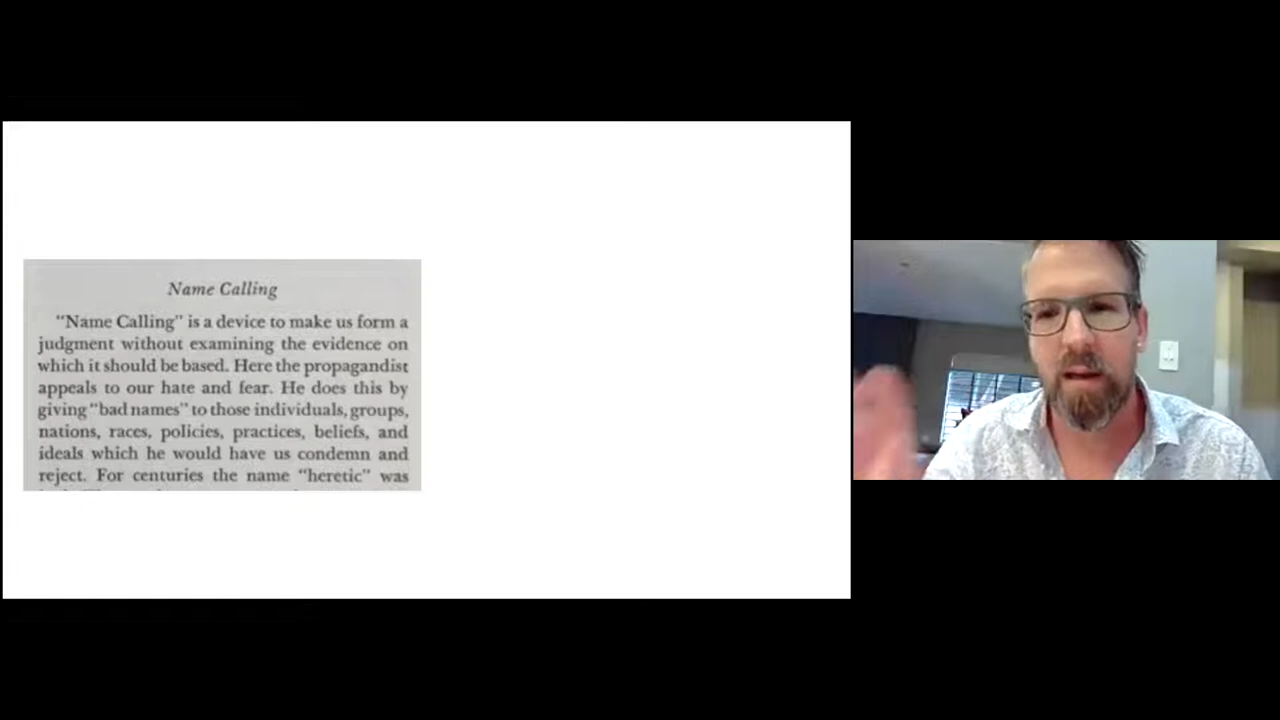 Name Calling
"Name Calling" is a device to make us form a
judgment without examining the evidence on
which it should be based. Here the propagandist
appeals to our hate and fear. He does this by
giving "bad names" to those individuals, groups,
nations, races, policies, practices, beliefs, and
ideals which he would have us condemn and
reject. For centuries the name "heretic" was